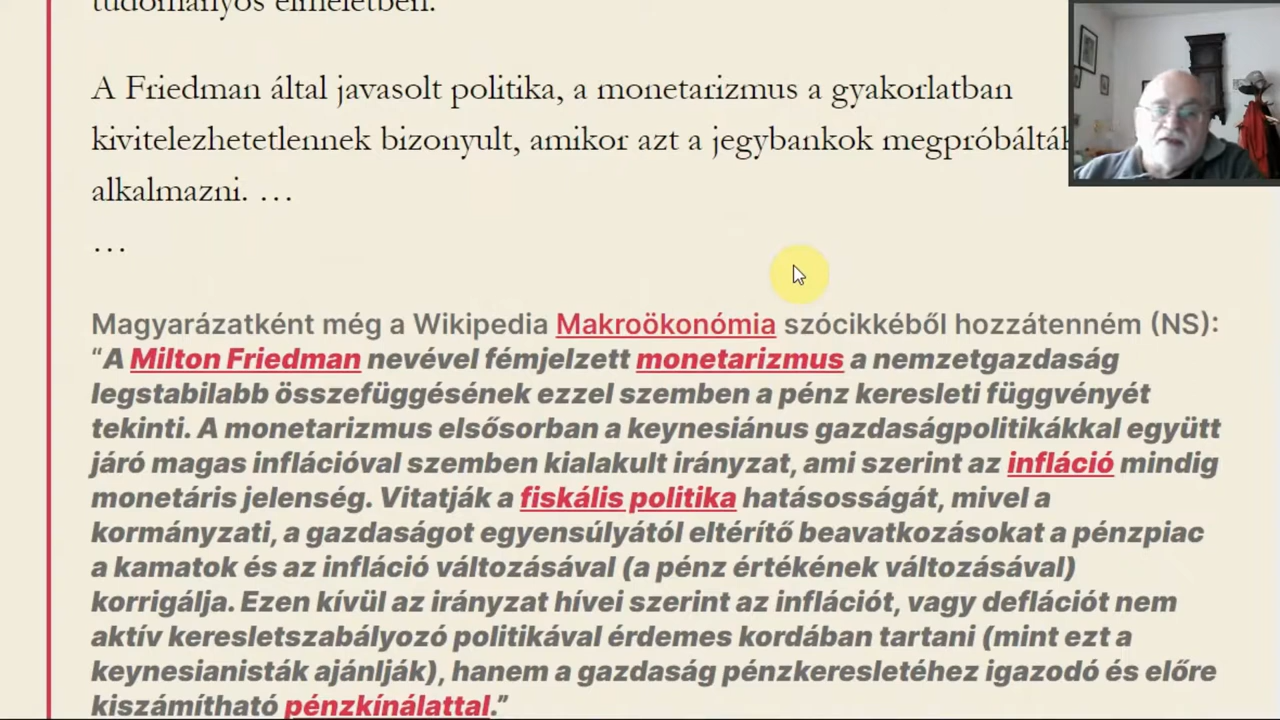 tudományos elméletben.
A Friedman által javasolt politika, a monetarizmus a gyakorlatban
kivitelezhetetlennek bizonyult, amikor azt a jegybankok megpróbálták
alkalmazni. …
…
Magyarázatként még a Wikipedia Makroökonómia szócikkéből hozzátenném (NS):
“A Milton Friedman nevével fémjelzett monetarizmus a nemzetgazdaság
legstabilabb összefüggésének ezzel szemben a pénz keresleti függvényét
tekinti. A monetarizmus elsősorban a keynesiánus gazdaságpolitikákkal együtt
járó magas inflációval szemben kialakult irányzat, ami szerint az infláció mindig
monetáris jelenség. Vitatják a fiskális politika hatásosságát, mivel a
kormányzati, a gazdaságot egyensúlyától eltérítő beavatkozásokat a pénzpiac
a kamatok és az infláció változásával (a pénz értékének változásával)
korrigálja. Ezen kívül az irányzat hívei szerint az inflációt, vagy deflációt nem
aktív keresletszabályozó politikával érdemes kordában tartani (mint ezt a
keynesianisták ajánlják), hanem a gazdaság pénzkeresletéhez igazodó és előre
kiszámítható pénzkínálattal.”